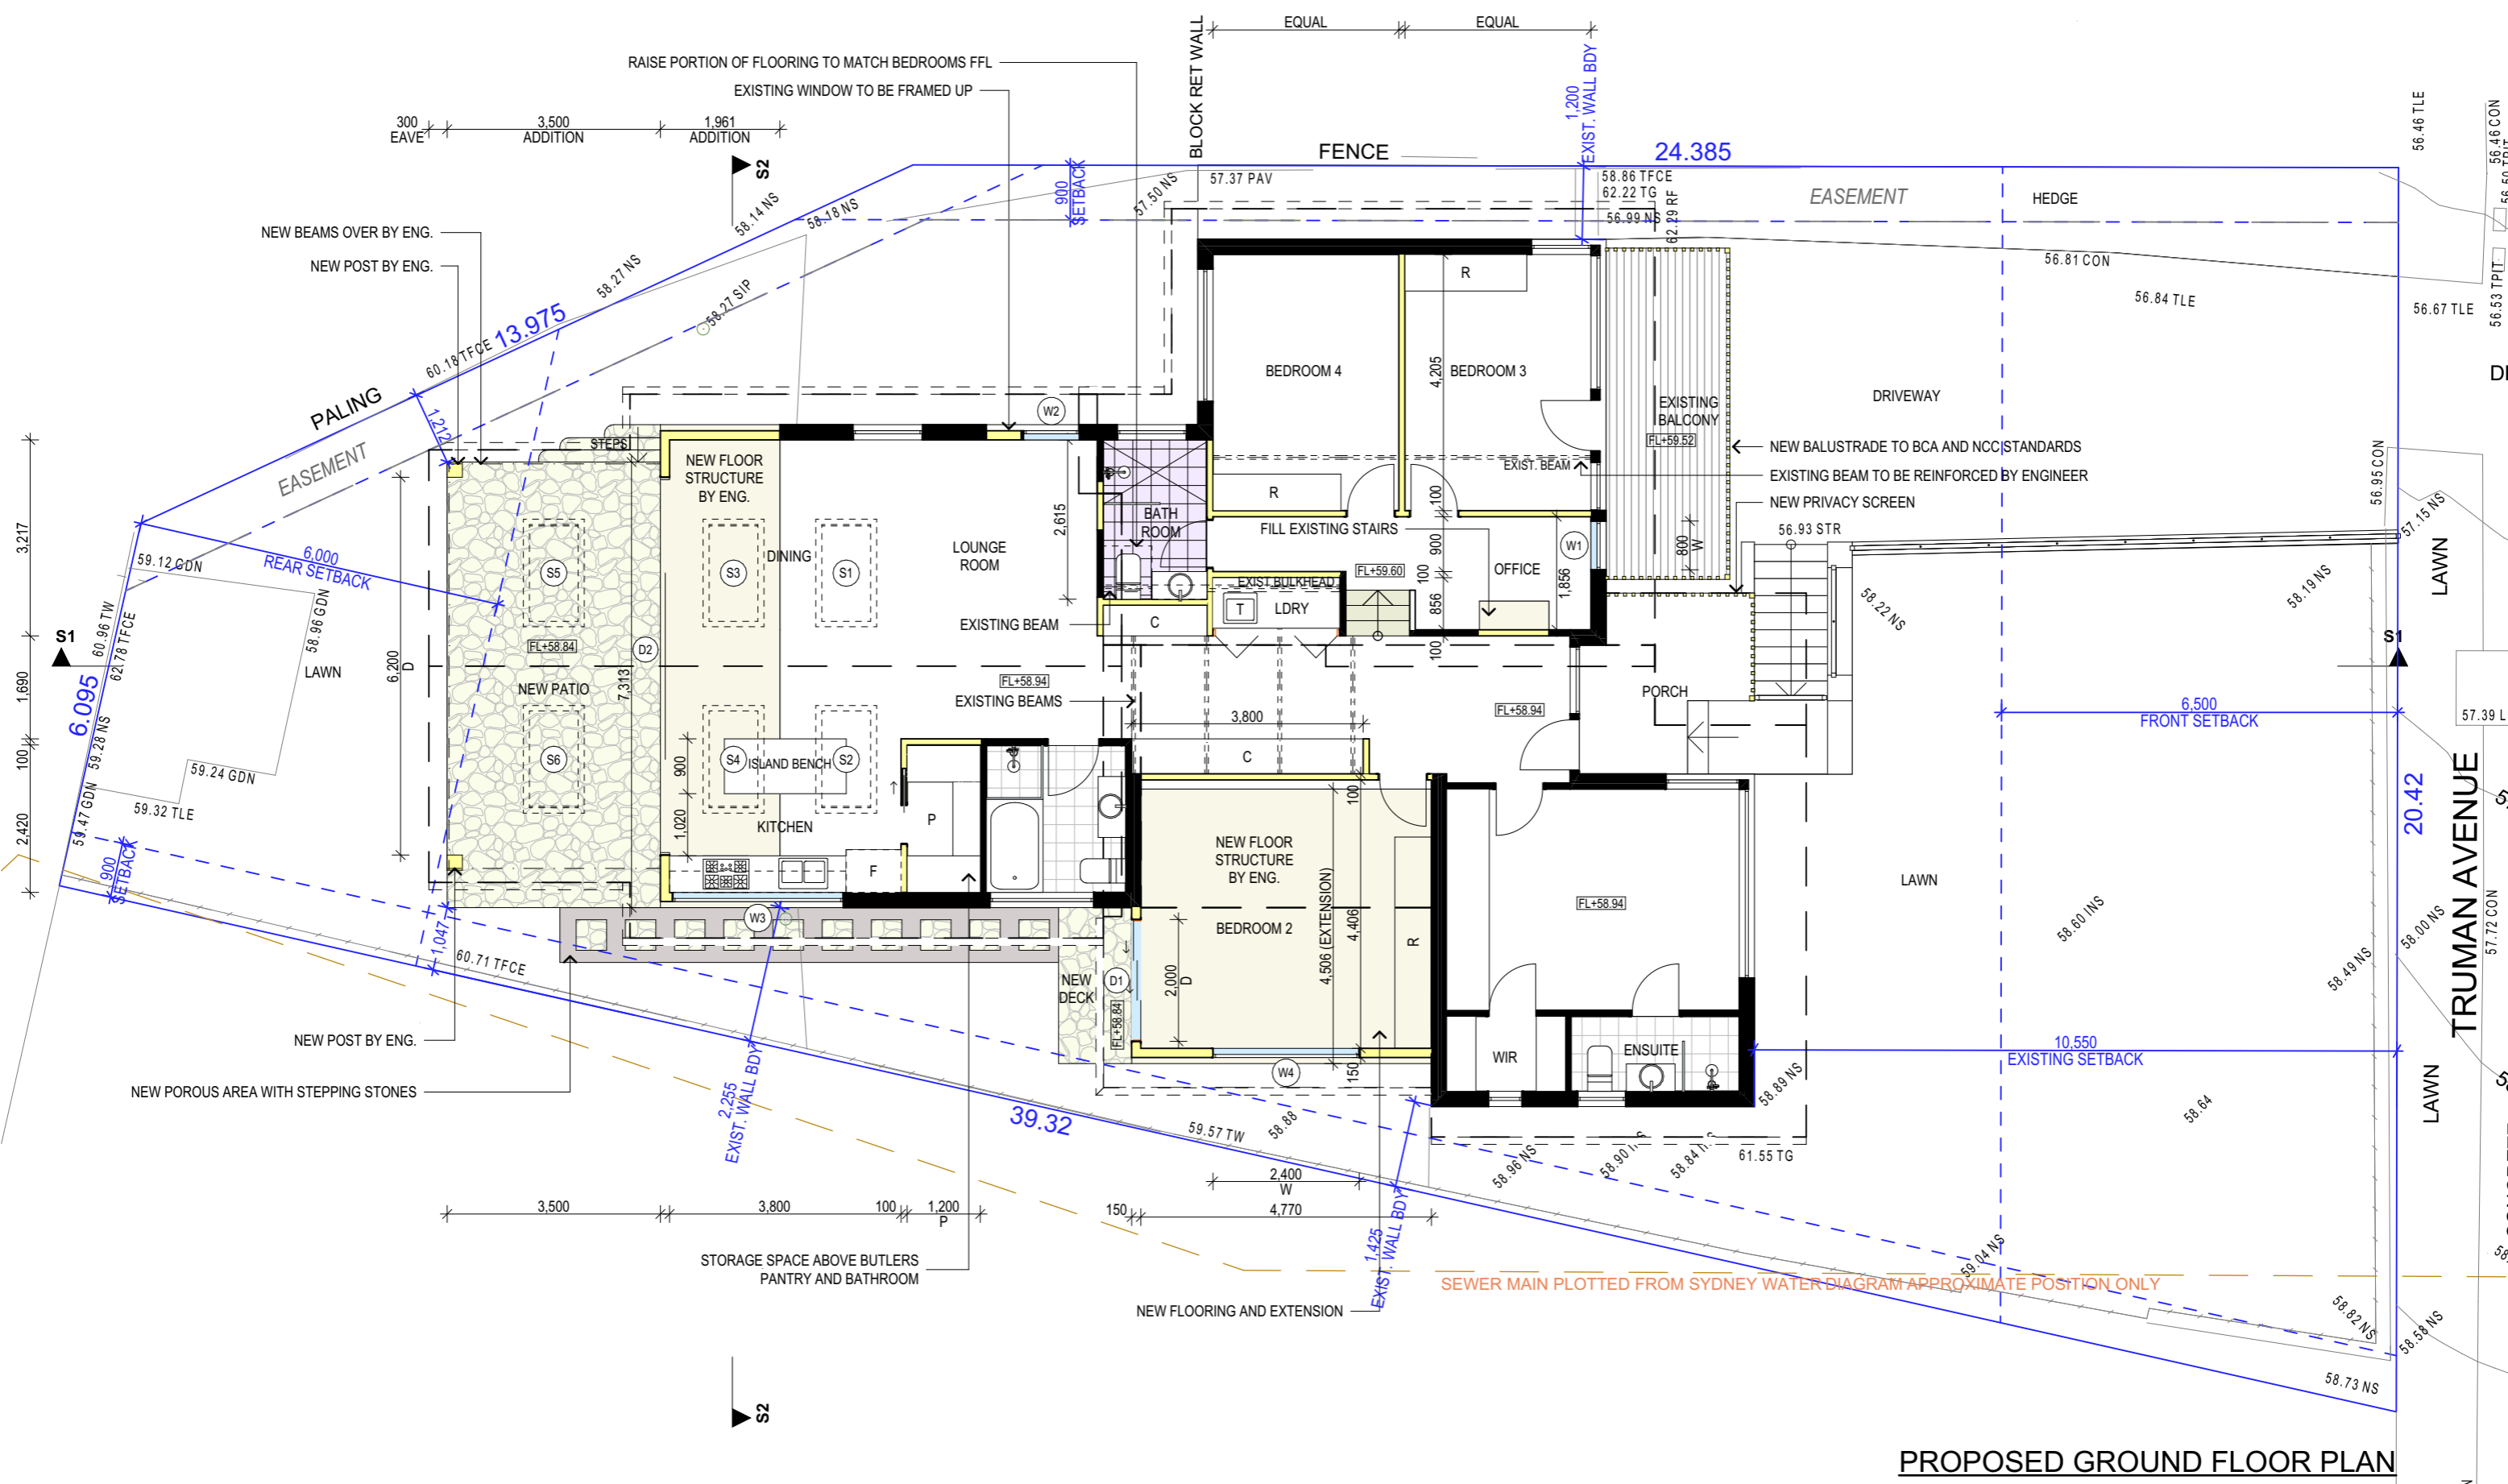 EQUAL
EQUAL
BLOCK RET WALL
RAISE PORTION OF FLOORING TO MATCH BEDROOMS FFL
EXISTING WINDOW TO BE FRAMED UP
1,200
EXIST. WALL BDY
300
EAVE
3,500
ADDITION
1,961
ADDITION
S2
FENCE
24.385
56.46 TLE
56.46 CON
900
SETBACK
57.50 NS
57.37 PAV
58.86 TFCE
62.22 TG
56.99 NS
62.29 RF
EASEMENT
HEDGE
58.14 NS
58.18 NS
NEW BEAMS OVER BY ENG.
NEW POST BY ENG.
58.27 NS
58.27 SIP
13.975
60.18 TFCE
PALING
1,212
EASEMENT
STEPS
56.81 CON
56.84 TLE
56.67 TLE
56.53 TPIT
R
BEDROOM 4
4,205
BEDROOM 3
EXISTING
BALCONY
FL+59.52
DRIVEWAY
W2
NEW FLOOR
STRUCTURE
BY ENG.
NEW BALUSTRADE TO BCA AND NCC STANDARDS
EXIST. BEAM
EXISTING BEAM TO BE REINFORCED BY ENGINEER
R
100
NEW PRIVACY SCREEN
56.95 CON
57.15 NS
3,217
6,000
REAR SETBACK
59.12 GDN
S5
S3
DINING
S1
LOUNGE
ROOM
2,615
BATH
ROOM
FILL EXISTING STAIRS
900
W1
800
W
56.93 STR
EXIST.BULKHEAD
FL+59.60
100
OFFICE
1,856
58.19 NS
LAWN
60.96 TW
62.78 TFCE
58.96 GDN
T
LDRY
856
58.22 NS
S1
EXISTING BEAM
C
S1
FL+58.84
D2
LAWN
6,200
D
7,313
100
1,690
NEW PATIO
FL+58.94
EXISTING BEAMS
PORCH
6.095
3,800
FL+58.94
6,500
FRONT SETBACK
57.39 L
59.28 NS
100
59.24 GDN
S6
900
S4
ISLAND BENCH
S2
C
TRUMAN AVENUE
59.47 GDN
59.32 TLE
2,420
1,020
KITCHEN
P
100
20.42
900
SETBACK
F
NEW FLOOR
STRUCTURE
BY ENG.
LAWN
FL+58.94
57.72 CON
W3
1,047
60.71 TFCE
BEDROOM 2
4,506 (EXTENSION)
4,406
R
58.60 INS
58.00 NS
58.49 NS
NEW
DECK
D1
2,000
D
FL+58.84
NEW POST BY ENG.
10,550
EXISTING SETBACK
WIR
ENSUITE
W4
150
NEW POROUS AREA WITH STEPPING STONES
2,255
EXIST. WALL BDY
39.32
59.57 TW
58.88
58.89 NS
58.64
LAWN
58.96 NS
61.55 TG
2,400
W
3,500
3,800
100
1,200
P
150
4,770
1,425
EXIST. WALL BDY
STORAGE SPACE ABOVE BUTLERS
PANTRY AND BATHROOM
59.04 NS
SEWER MAIN PLOTTED FROM SYDNEY WATER DIAGRAM APPROXIMATE POSITION ONLY
NEW FLOORING AND EXTENSION
58.82 NS
58.58 NS
58.73 NS
S2
PROPOSED GROUND FLOOR PLAN